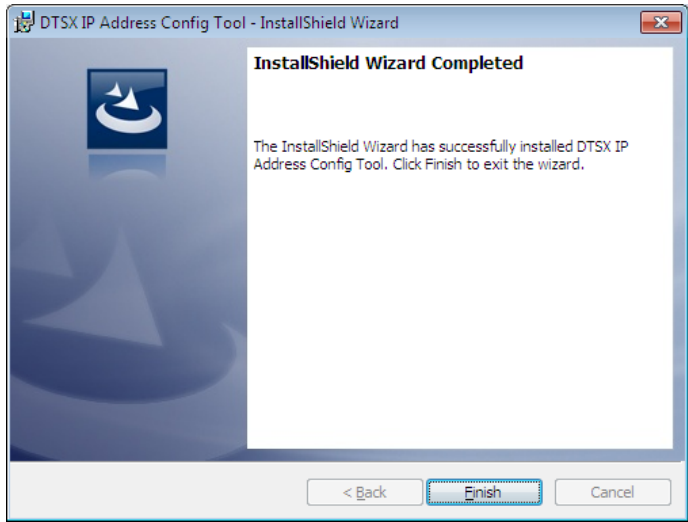 DTSX IP Address Config Tool - InstallShield Wizard
InstallShield Wizard Completed
The InstallShield Wizard has successfully installed DTSX IP
Address Config Tool. Click Finish to exit the wizard.
< Back
Finish
Cancel